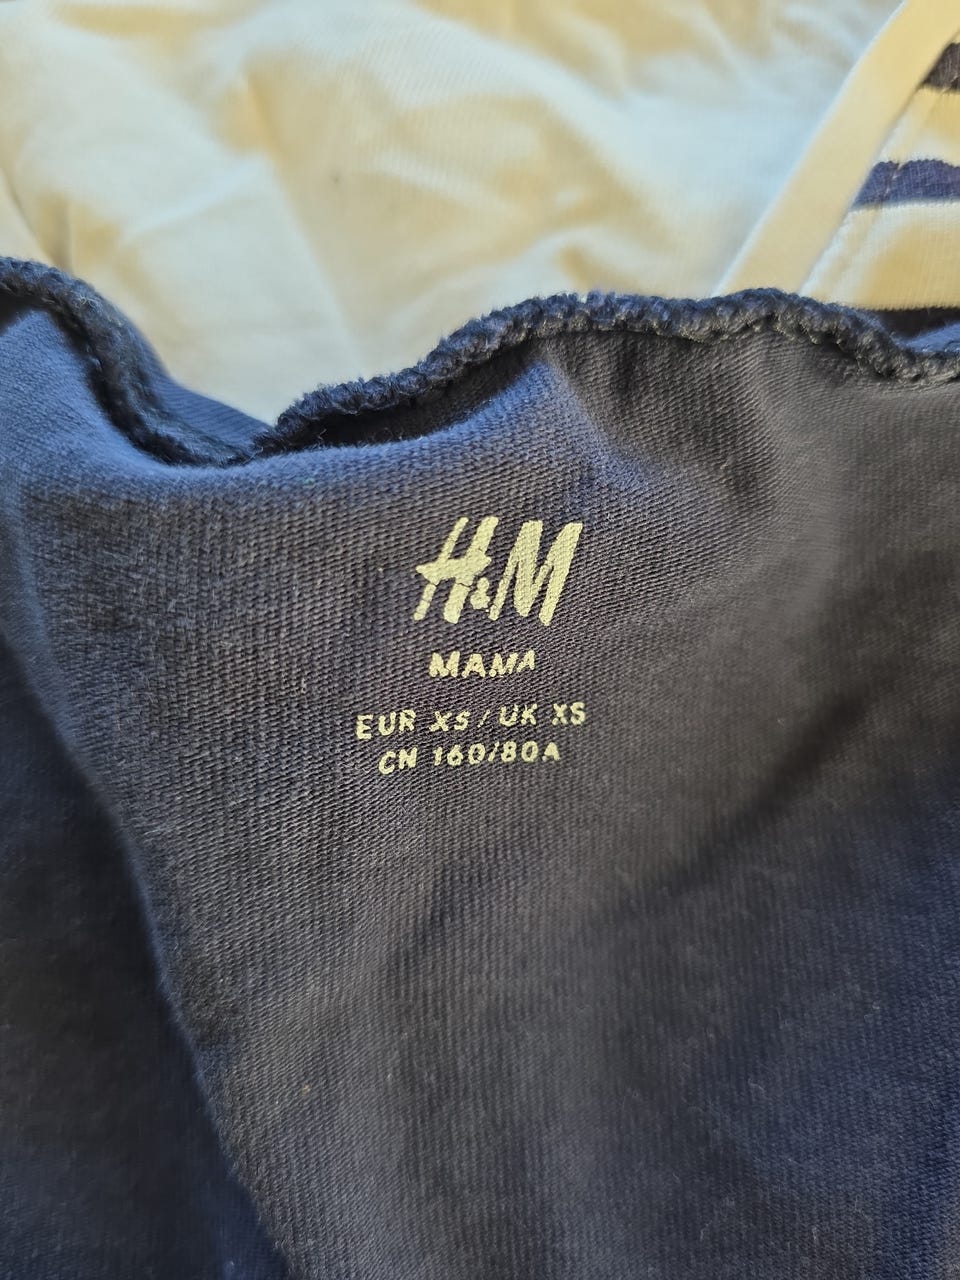 H&M
MAMA
EUR XS / UK XS
CN 160/80A